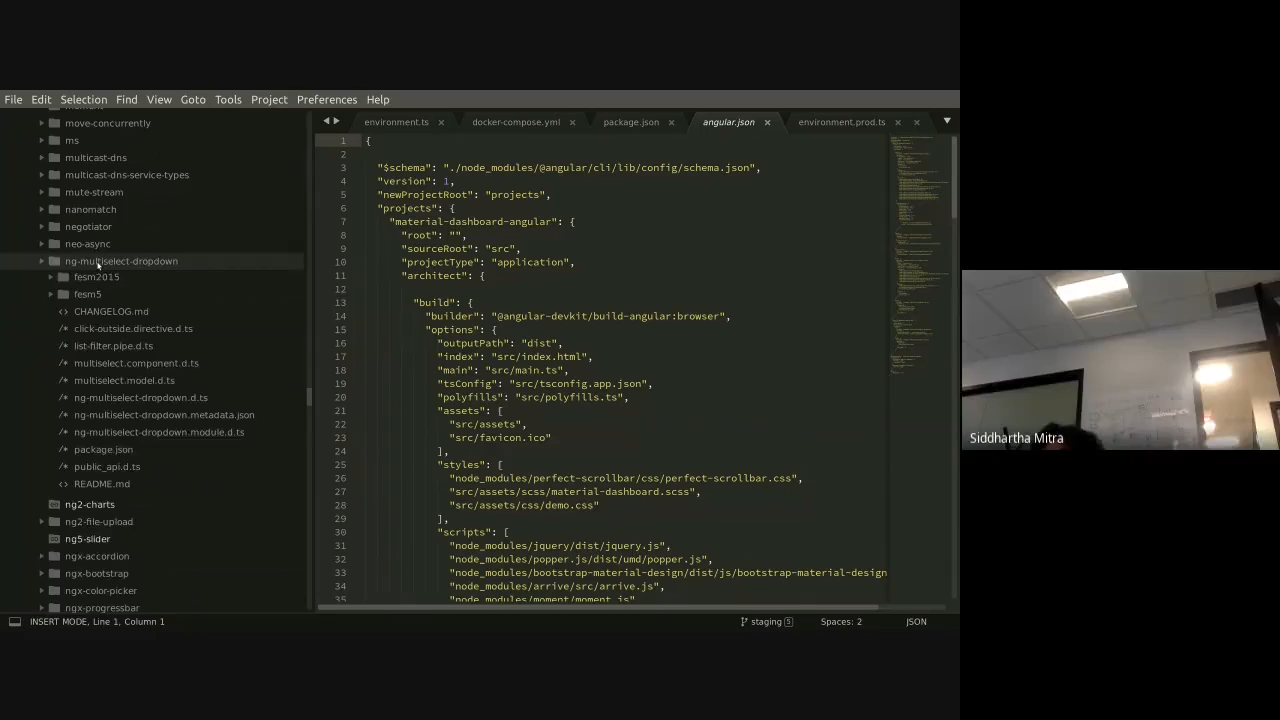 File Edit Selection Find View Goto Tools Project Preferences Help
move-concurrently
ms
multicast-dns
multicast-dns-service-types
mute-stream
nanomatch
negotiator
neo-async
ng-multiselect-dropdown
fesm2015
fesm5
CHANGELOG.md
click-outside.directive.d.ts
list-filter.pipe.d.ts
multiselect.component.d.ts
multiselect.model.d.ts
ng-multiselect-dropdown.d.ts
ng-multiselect-dropdown.metadata.json
ng-multiselect-dropdown.module.d.ts
package.json
public_api.d.ts
README.md
ng2-charts
ng2-file-upload
ng5-slider
ngx-accordion
ngx-bootstrap
ngx-color-picker
ngx-progressbar
environment.ts docker-compose.yml package.json angular.json environment.prod.ts
1 {
2
3 "$schema": "./node_modules/@angular/cli/lib/config/schema.json",
4 "version": 1,
5 "newProjectRoot": "projects",
6 "projects": {
7 "material-dashboard-angular": {
8 "root": "",
9 "sourceRoot": "src",
10 "projectType": "application",
11 "architect": {
12
13 "build": {
14 "builder": "@angular-devkit/build-angular:browser",
15 "options": {
16 "outputPath": "dist",
17 "index": "src/index.html",
18 "main": "src/main.ts",
19 "tsConfig": "src/tsconfig.app.json",
20 "polyfills": "src/polyfills.ts",
21 "assets": [
22 "src/assets",
23 "src/favicon.ico"
24 ],
25 "styles": [
26 "node_modules/perfect-scrollbar/css/perfect-scrollbar.css",
27 "src/assets/scss/material-dashboard.scss",
28 "src/assets/css/demo.css"
29 ],
30 "scripts": [
31 "node_modules/jquery/dist/jquery.js",
32 "node_modules/popper.js/dist/umd/popper.js",
33 "node_modules/bootstrap-material-design/dist/js/bootstrap-material-design
34 "node_modules/arrive/src/arrive.js",
35 "node_modules/moment/moment.js"
INSERT MODE, Line 1, Column 1 staging 5 Spaces: 2 JSON
Siddhartha Mitra